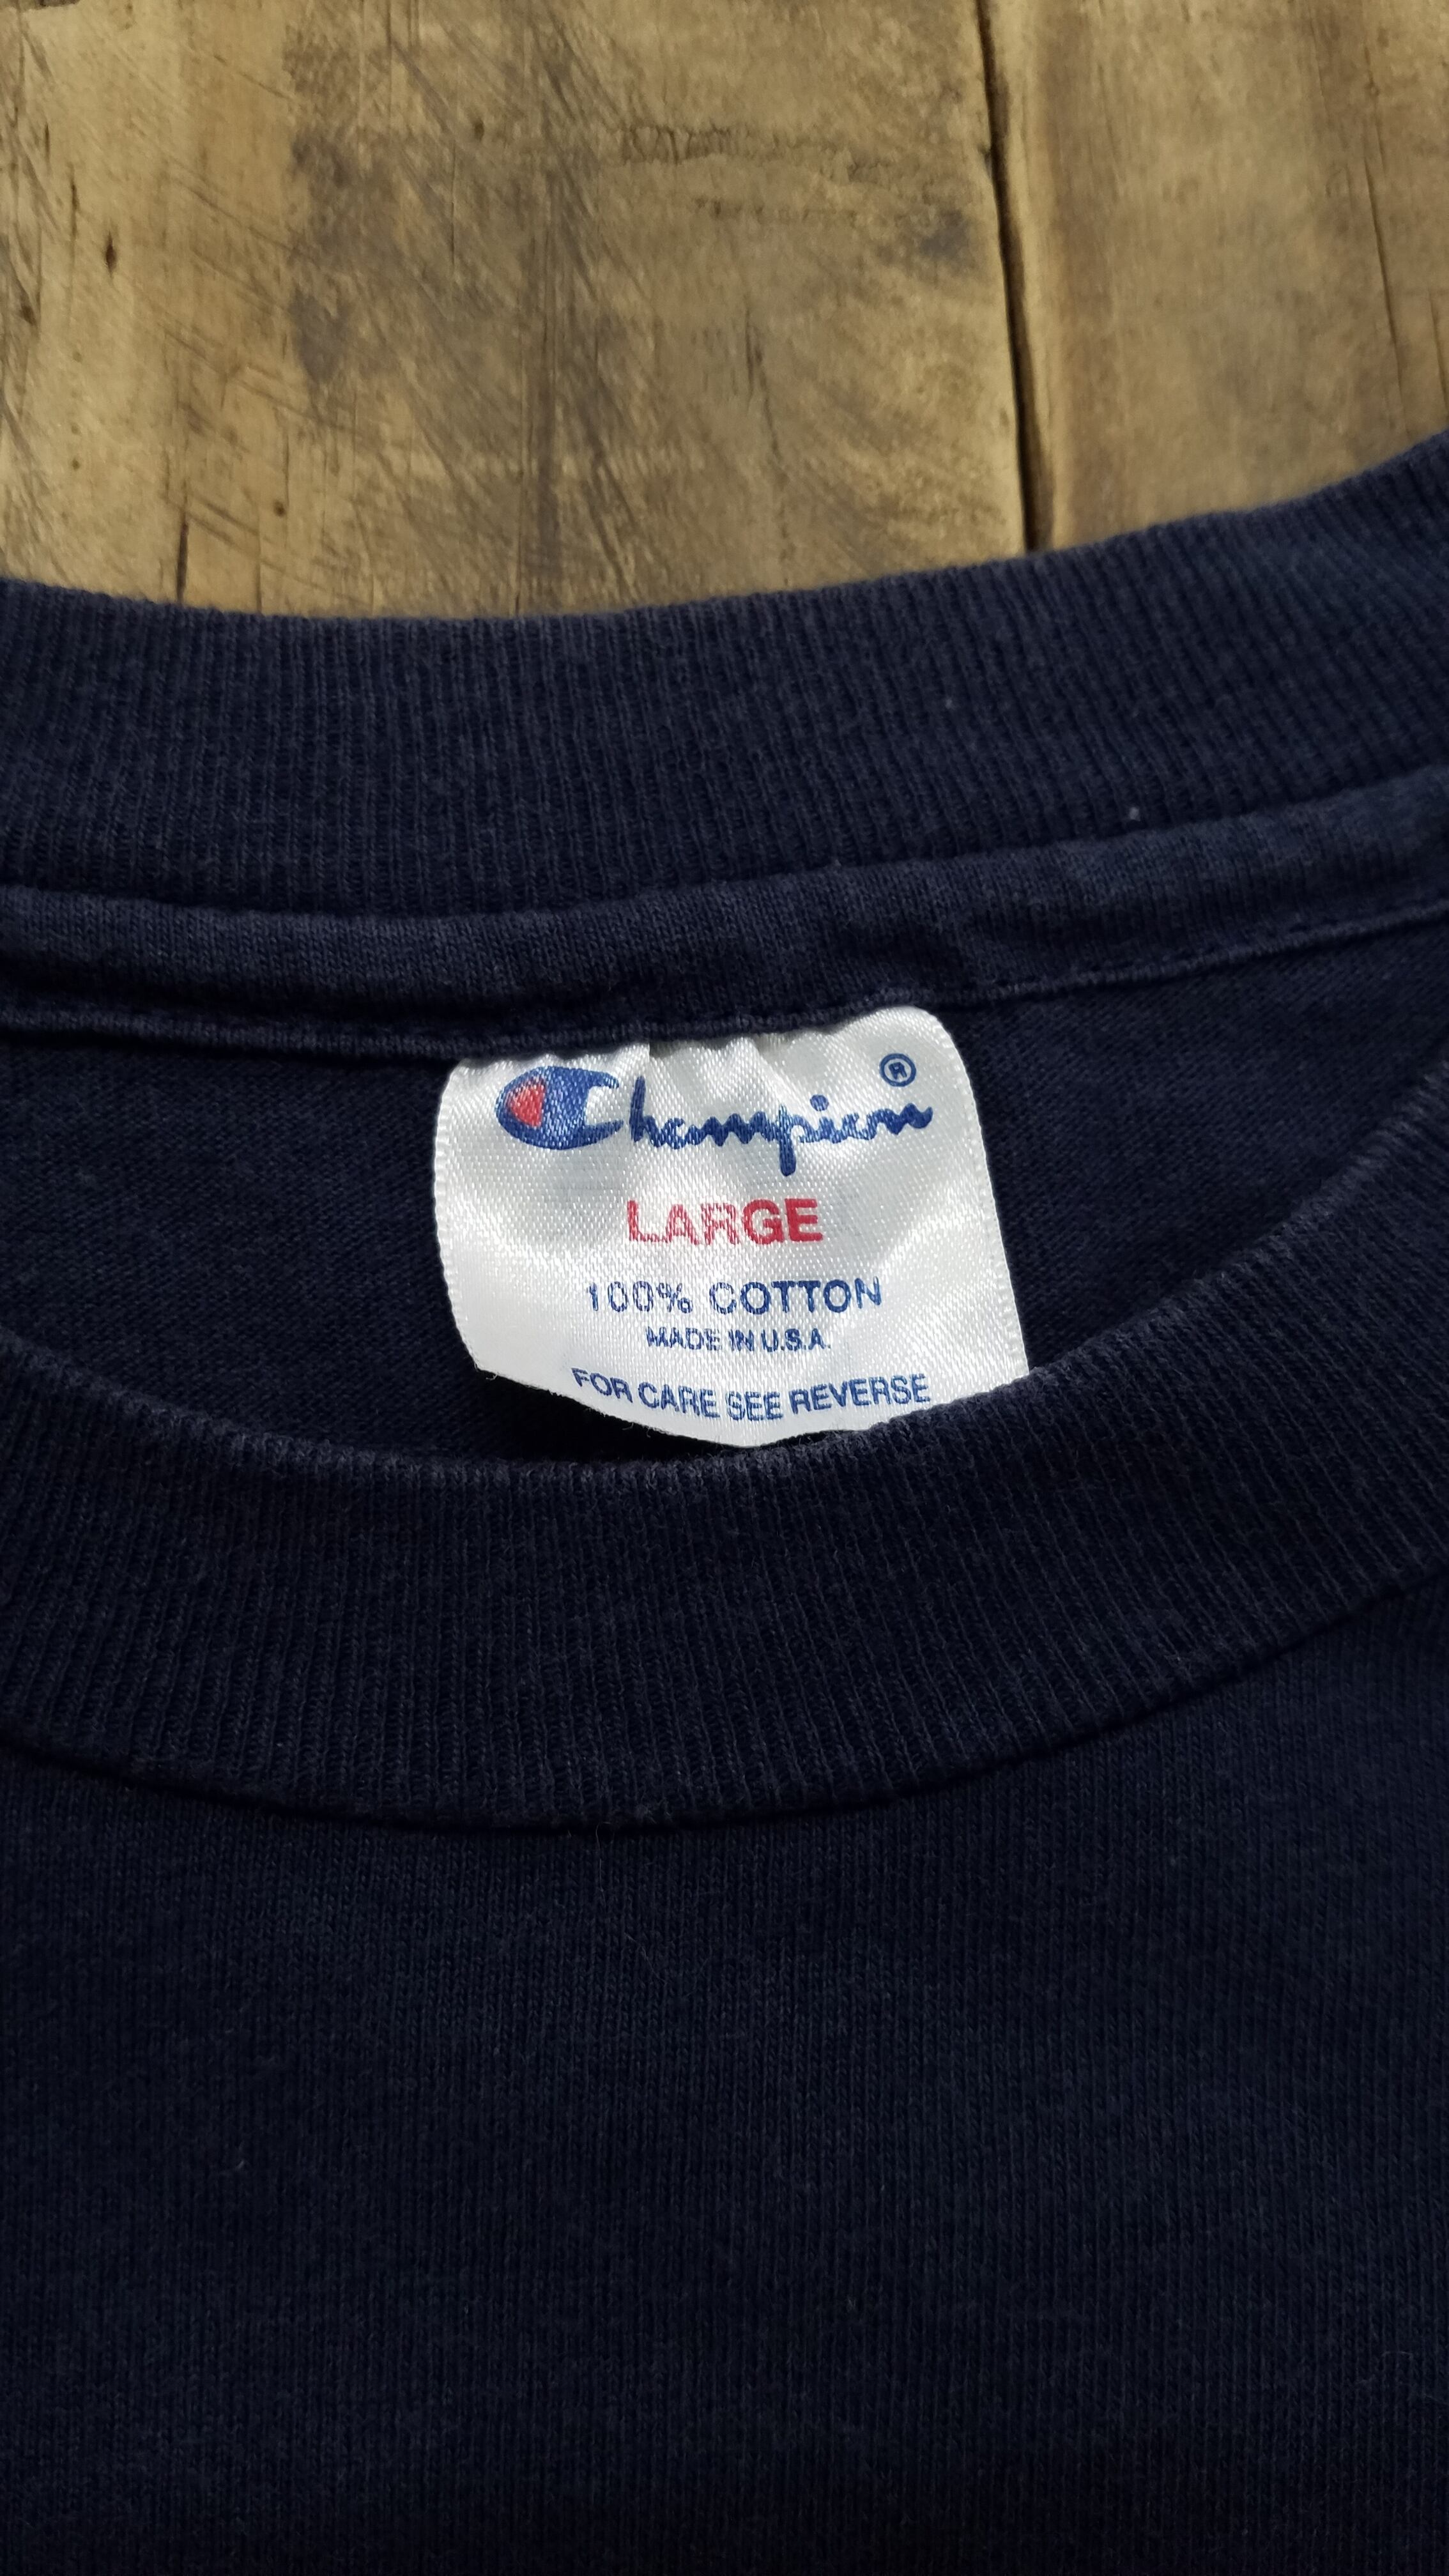 Champion ®
LARGE
100% COTTON
MADE IN U.S.A.
FOR CARE SEE REVERSE